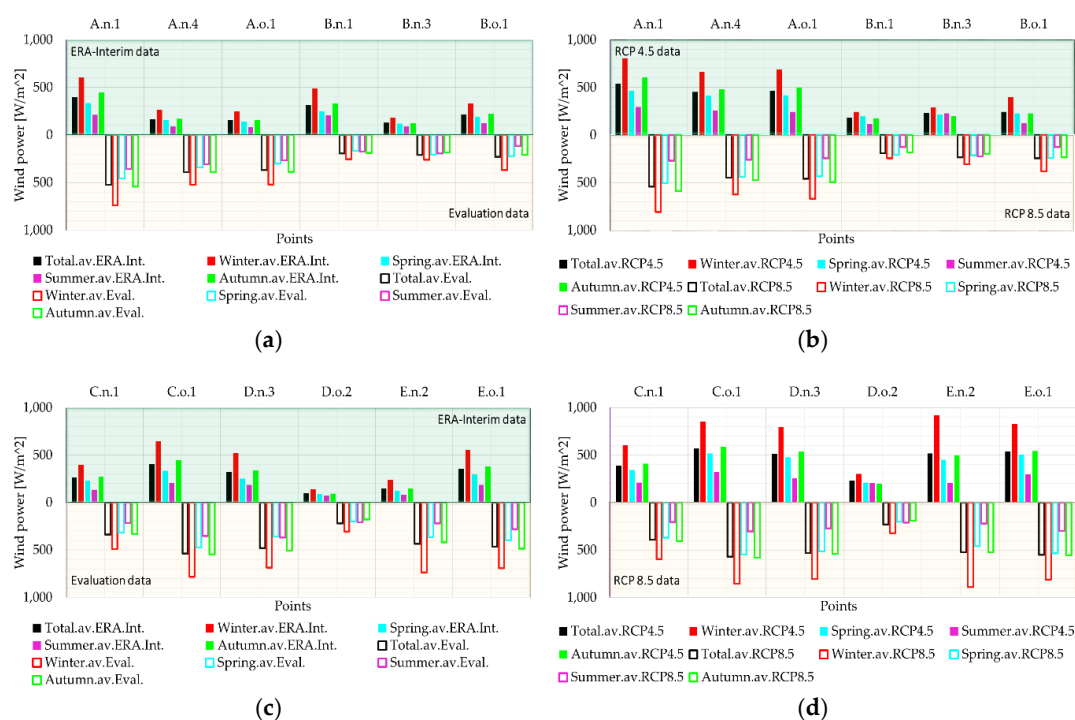 A.n.1 A.n.4 A.o.1 B.n.1 B.n.3 B.o.1
1,000
500
0
500
1,000
Wind power [W/m^2]
ERA-Interim data
Evaluation data
Points
Total.av.ERA.Int. Winter.av.ERA.Int. Spring.av.ERA.Int.
Summer.av.ERA.Int. Autumn.av.ERA.Int. Total.av.Eval.
Winter.av.Eval. Spring.av.Eval. Summer.av.Eval.
Autumn.av.Eval.
(a)
A.n.1 A.n.4 A.o.1 B.n.1 B.n.3 B.o.1
1,000
500
0
500
1,000
Wind power [W/m^2]
RCP 4.5 data
RCP 8.5 data
Points
Total.av.RCP4.5 Winter.av.RCP4.5 Spring.av.RCP4.5 Summer.av.RCP4.5
Autumn.av.RCP4.5 Total.av.RCP8.5 Winter.av.RCP8.5 Spring.av.RCP8.5
Summer.av.RCP8.5 Autumn.av.RCP8.5
(b)
C.n.1 C.o.1 D.n.3 D.o.2 E.n.2 E.o.1
1,000
500
0
500
1,000
Wind power [W/m^2]
ERA-Interim data
Evaluation data
Points
Total.av.ERA.Int. Winter.av.ERA.Int. Spring.av.ERA.Int.
Summer.av.ERA.Int. Autumn.av.ERA.Int. Total.av.Eval.
Winter.av.Eval. Spring.av.Eval. Summer.av.Eval.
Autumn.av.Eval.
(c)
C.n.1 C.o.1 D.n.3 D.o.2 E.n.2 E.o.1
1,000
500
0
500
1,000
Wind power [W/m^2]
RCP 8.5 data
Points
Total.av.RCP4.5 Winter.av.RCP4.5 Spring.av.RCP4.5 Summer.av.RCP4.5
Autumn.av.RCP4.5 Total.av.RCP8.5 Winter.av.RCP8.5 Spring.av.RCP8.5
Summer.av.RCP8.5 Autumn.av.RCP8.5
(d)